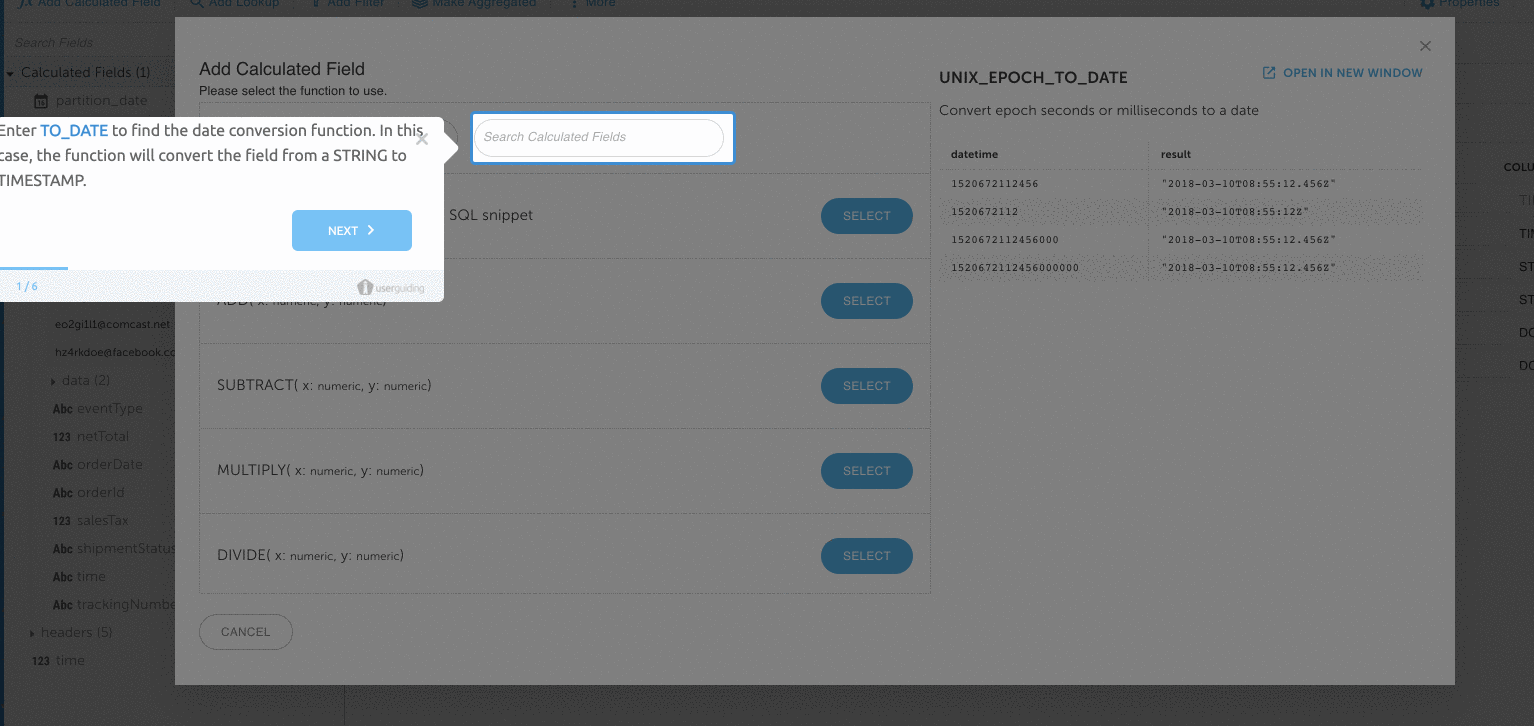 Add Calculated Field
Add Lookup
Add Filter
Make Aggregated
More
Properties
Search Fields
Calculated Fields (1)
partition_date
Enter TO_DATE to find the date conversion function. In this
case, the function will convert the field from a STRING to
TIMESTAMP.
NEXT
1 / 6
userguiding
eo2gi1l1@comcast.net
hz4rkdoe@facebook.cc
data (2)
Abc eventType
123 netTotal
Abc orderDate
Abc orderId
123 salesTax
Abc shipmentStatus
Abc time
Abc trackingNumbe
headers (5)
123 time
Add Calculated Field
Please select the function to use.
Search Calculated Fields
SQL snippet
SELECT
ADD( x: numeric, y: numeric)
SELECT
SUBTRACT( x: numeric, y: numeric)
SELECT
MULTIPLY( x: numeric, y: numeric)
SELECT
DIVIDE( x: numeric, y: numeric)
SELECT
CANCEL
UNIX_EPOCH_TO_DATE
OPEN IN NEW WINDOW
Convert epoch seconds or milliseconds to a date
datetime result
1520672112456 "2018-03-10T08:55:12.456Z"
1520672112 "2018-03-10T08:55:12Z"
1520672112456000 "2018-03-10T08:55:12.456Z"
1520672112456000000 "2018-03-10T08:55:12.456Z"
COLU
TIN
TIN
ST
ST
DO
DO